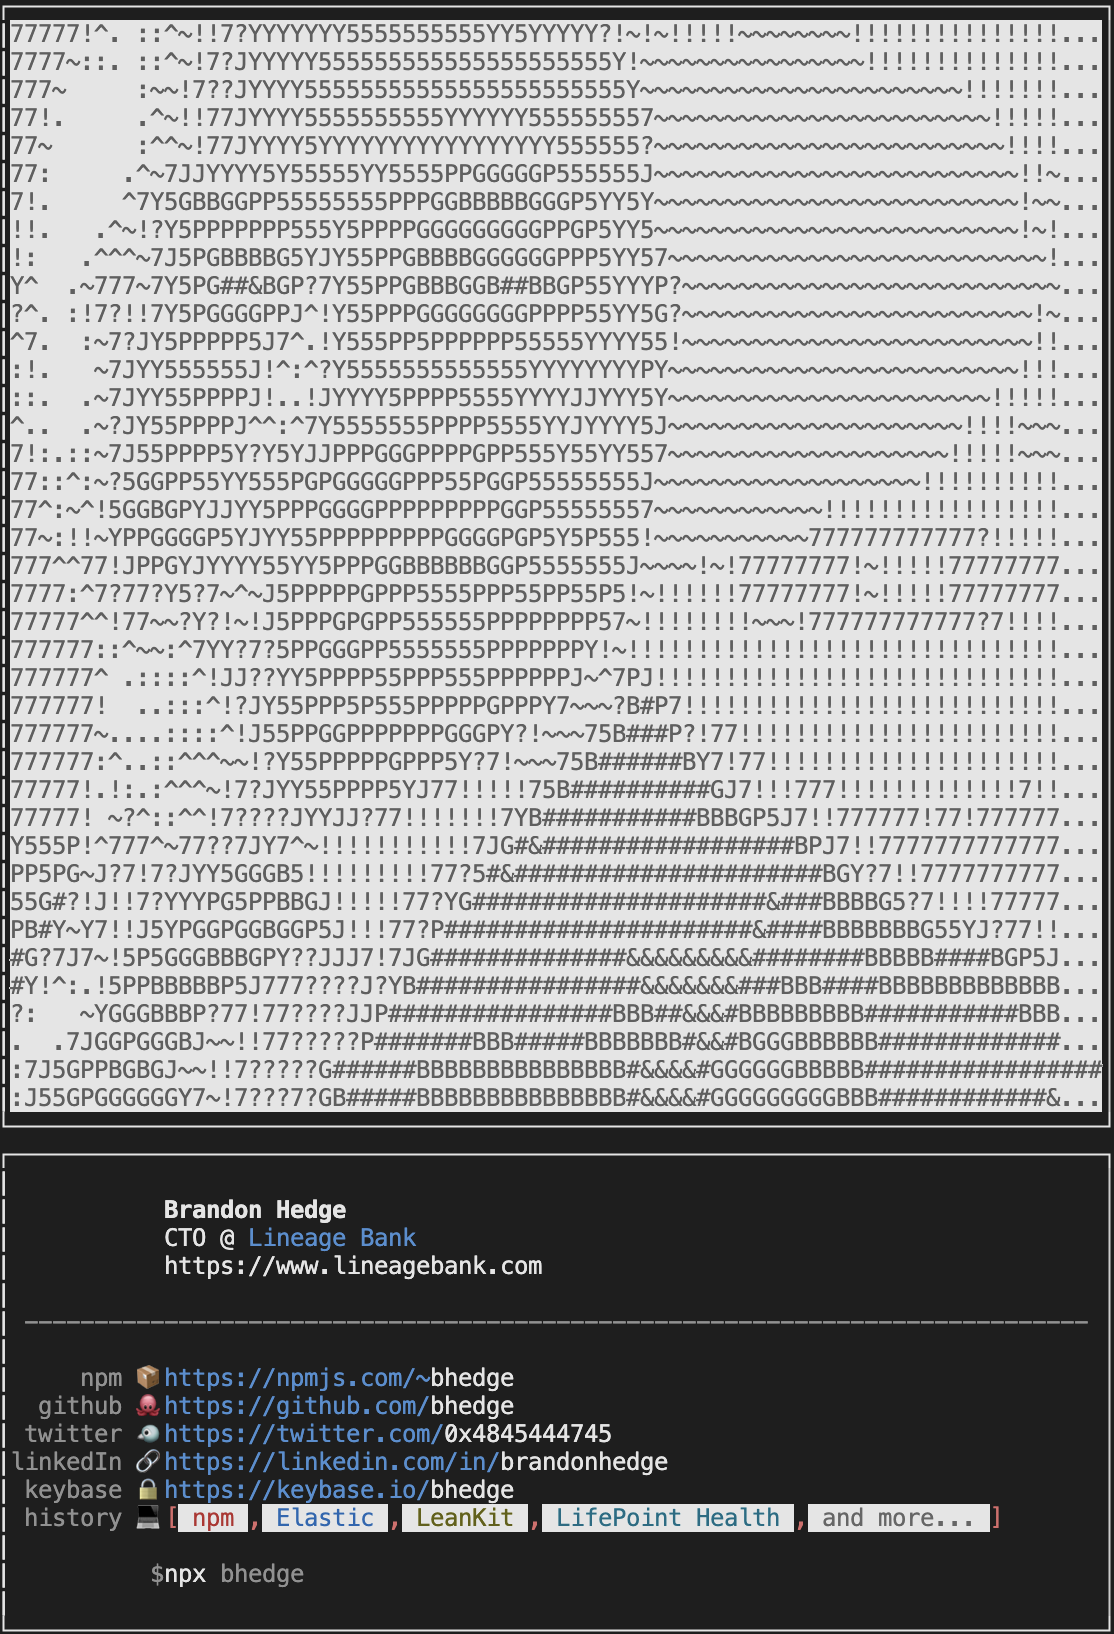 Brandon Hedge
CTO @ Lineage Bank
https://www.lineagebank.com
npm 📦 https://npmjs.com/~bhedge
github 🐙 https://github.com/bhedge
twitter 🐦 https://twitter.com/0x4845444745
linkedIn 🔗 https://linkedin.com/in/brandonhedge
keybase 🔒 https://keybase.io/bhedge
history 💻 [ npm , Elastic , LeanKit , LifePoint Health , and more... ]
$npx bhedge